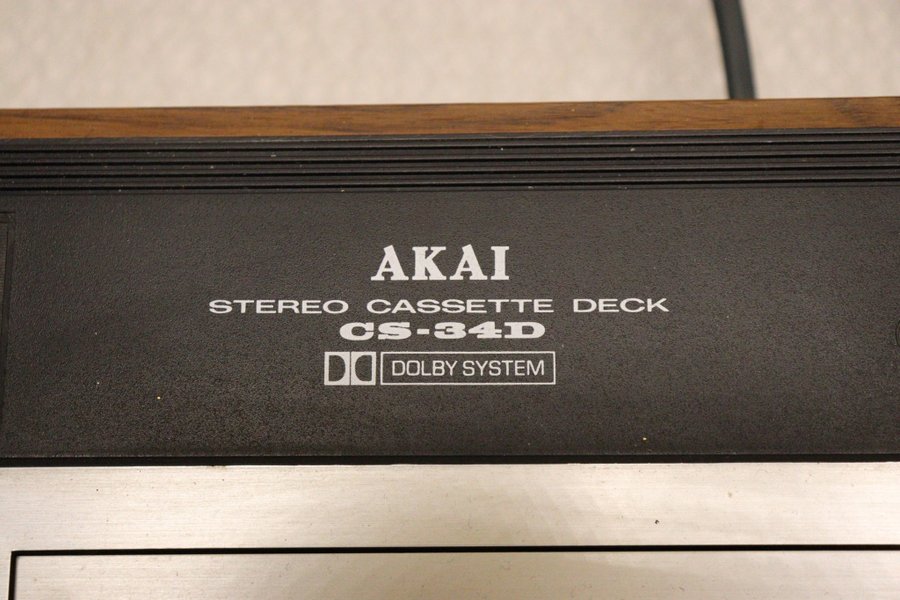 AKAI
STEREO CASSETTE DECK
CS-34D
DOLBY SYSTEM